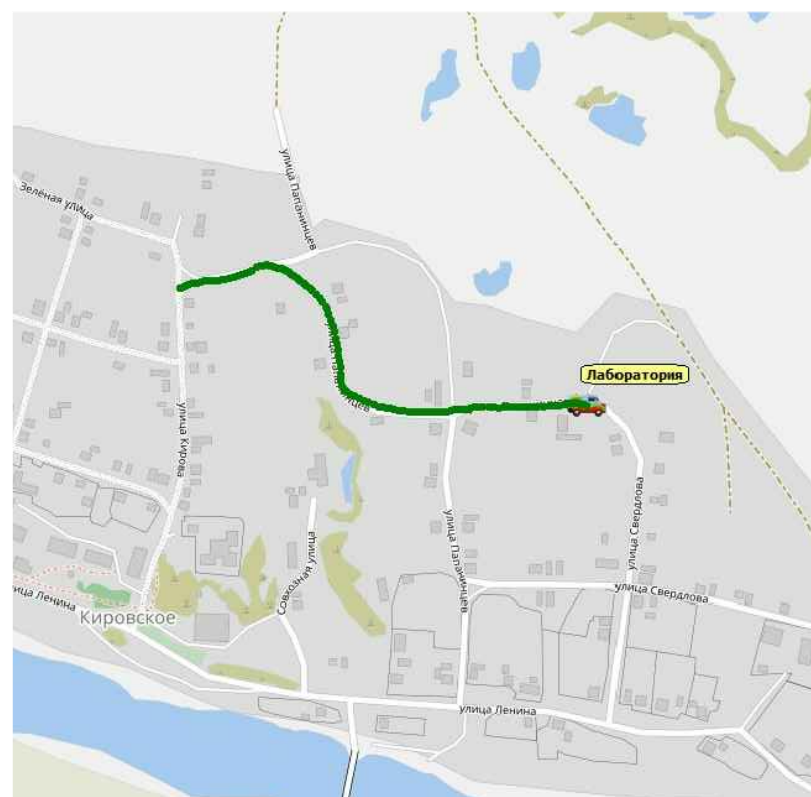 улица Папанинцев
Зелёная улица
улица Папанинцев
Лаборатория
улица Кирова
улица Свердлова
улица Папанинцев
Совхозная улица
улица Свердлова
улица Ленина
Кировское
улица Ленина